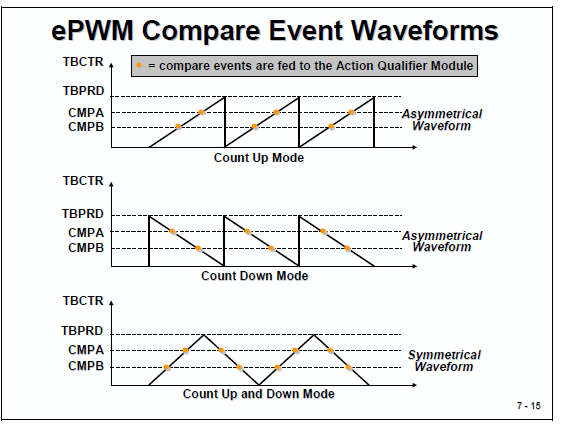 ePWM Compare Event Waveforms
TBCTR
= compare events are fed to the Action Qualifier Module
TBPRD
CMPA
CMPB
Asymmetrical
Waveform
Count Up Mode
TBCTR
TBPRD
CMPA
CMPB
Asymmetrical
Waveform
Count Down Mode
TBCTR
TBPRD
CMPA
CMPB
Symmetrical
Waveform
Count Up and Down Mode
7 - 15